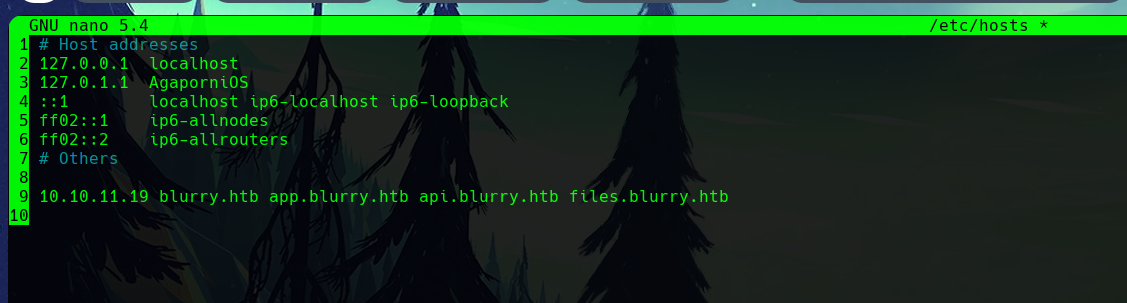 GNU nano 5.4 /etc/hosts *
1 # Host addresses
2 127.0.0.1  localhost
3 127.0.1.1  AgaporniOS
4 ::1        localhost ip6-localhost ip6-loopback
5 ff02::1    ip6-allnodes
6 ff02::2    ip6-allrouters
7 # Others
8
9 10.10.11.19 blurry.htb app.blurry.htb api.blurry.htb files.blurry.htb
10